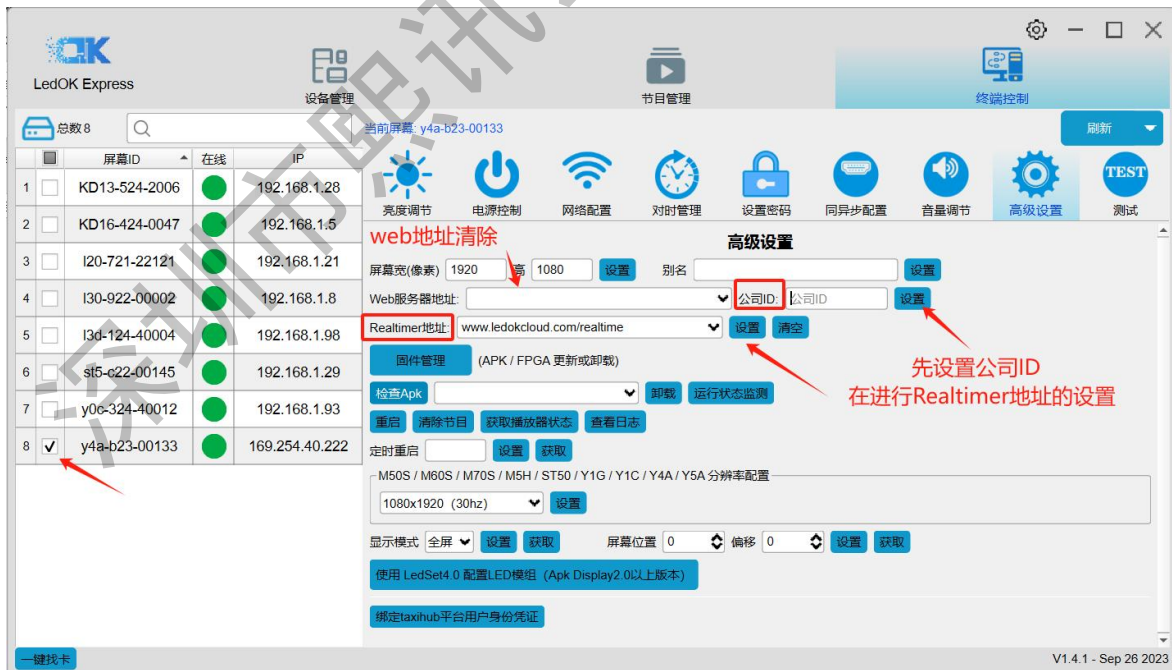 LedOK Express
设备管理
节目管理
终端控制
总数 8
当前屏幕: y4a-b23-00133
刷新
屏幕ID 在线 IP
1 KD13-524-2006 192.168.1.28
2 KD16-424-0047 192.168.1.5
3 I20-721-22121 192.168.1.21
4 I30-922-00002 192.168.1.8
5 I3d-124-40004 192.168.1.98
6 st5-c22-00145 192.168.1.29
7 y0c-324-40012 192.168.1.93
8 y4a-b23-00133 169.254.40.222
亮度调节 电源控制 网络配置 对时管理 设置密码 同异步配置 音量调节 高级设置 测试
TEST
web地址清除
高级设置
屏幕宽(像素) 1920 高 1080 设置 别名 设置
Web服务器地址: 公司ID: 公司ID 设置
Realtimer地址: www.ledokcloud.com/realtime 设置 清空
先设置公司ID
在进行Realtimer地址的设置
固件管理 (APK / FPGA 更新或卸载)
检查Apk 卸载 运行状态监测
重启 清除节目 获取播放器状态 查看日志
定时重启 设置 获取
M50S / M60S / M70S / M5H / ST50 / Y1G / Y1C / Y4A / Y5A 分辨率配置
1080x1920 (30hz) 设置
显示模式 全屏 设置 获取 屏幕位置 0 偏移 0 设置 获取
使用 LedSet4.0 配置LED模组 (Apk Display2.0以上版本)
绑定taxihub平台用户身份凭证
一键找卡
V1.4.1 - Sep 26 2023
深圳市熙讯